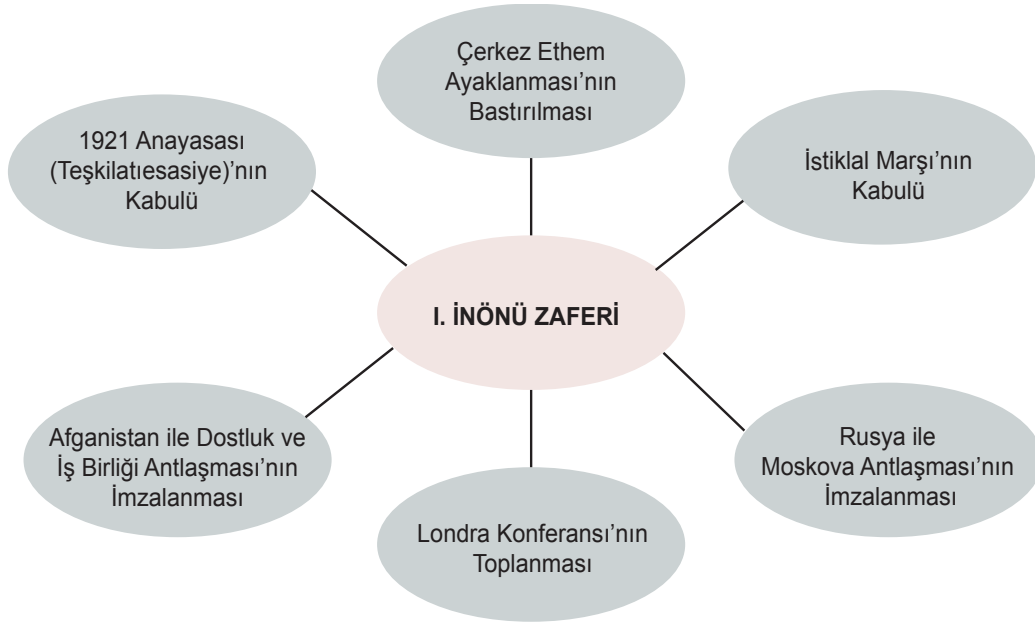 Çerkez Ethem
Ayaklanması’nın
Bastırılması
1921 Anayasası
(Teşkilatıesasiye)’nın
Kabulü
İstiklal Marşı’nın
Kabulü
I. İNÖNÜ ZAFERİ
Afganistan ile Dostluk ve
İş Birliği Antlaşması’nın
İmzalanması
Rusya ile
Moskova Antlaşması’nın
İmzalanması
Londra Konferansı’nın
Toplanması